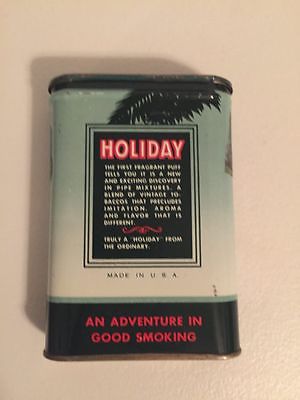 HOLIDAY
THE FIRST FRAGRANT PUFF
TELLS YOU IT IS A NEW
AND EXCITING DISCOVERY
IN PIPE MIXTURES. A
BLEND OF VINTAGE TO-
BACCOS THAT PRECLUDES
IMITATION. AROMA
AND FLAVOR THAT IS
DIFFERENT.
TRULY A "HOLIDAY" FROM
THE ORDINARY.
MADE IN U. S. A.
AN ADVENTURE IN
GOOD SMOKING